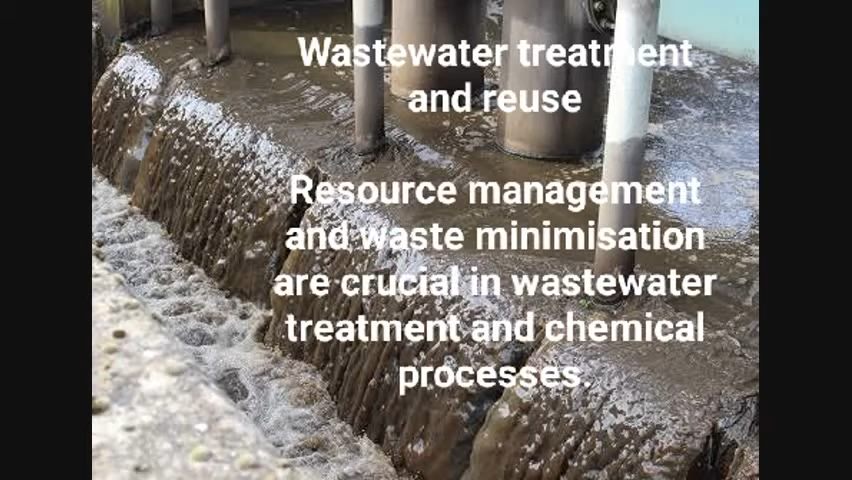 Wastewater treatment
and reuse
Resource management
and waste minimisation
are crucial in wastewater
treatment and chemical
processes.